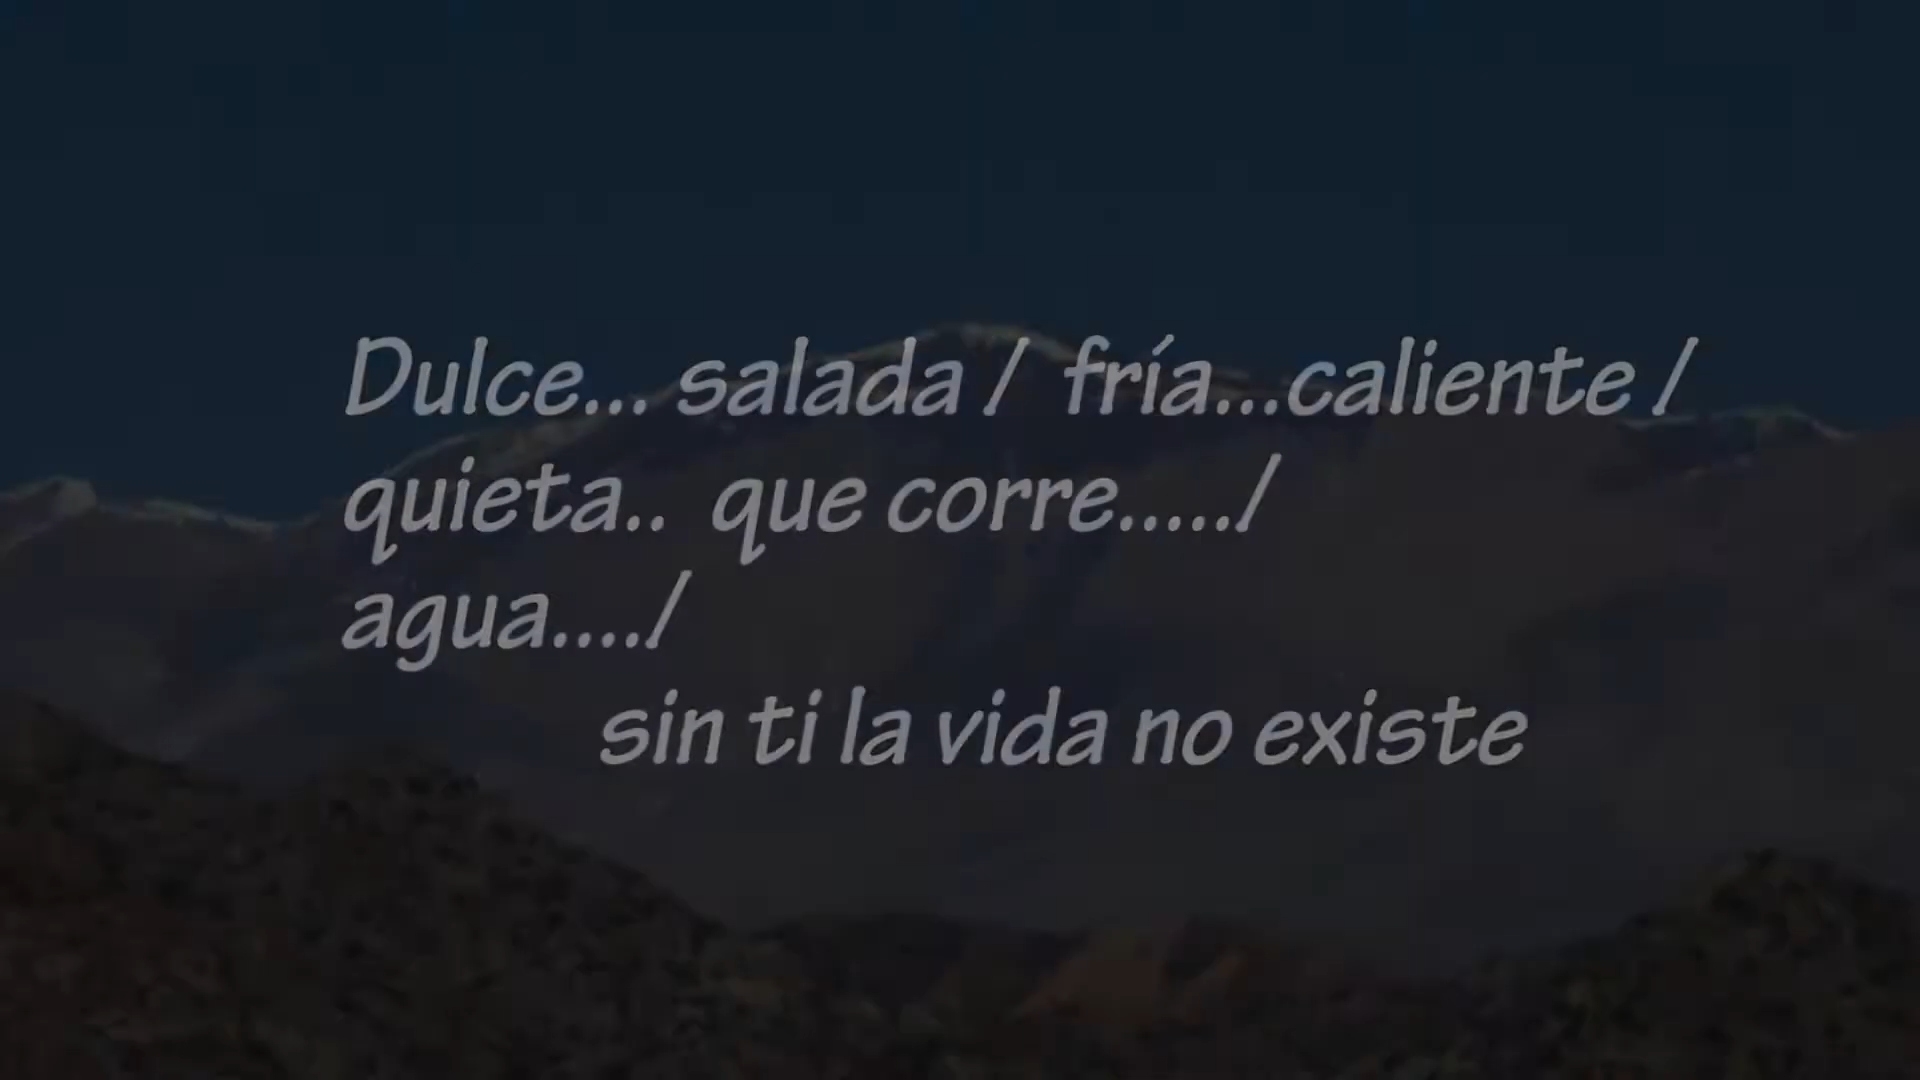 Dulce... salada / fría...caliente /
quieta.. que corre...../
agua..../
sin ti la vida no existe